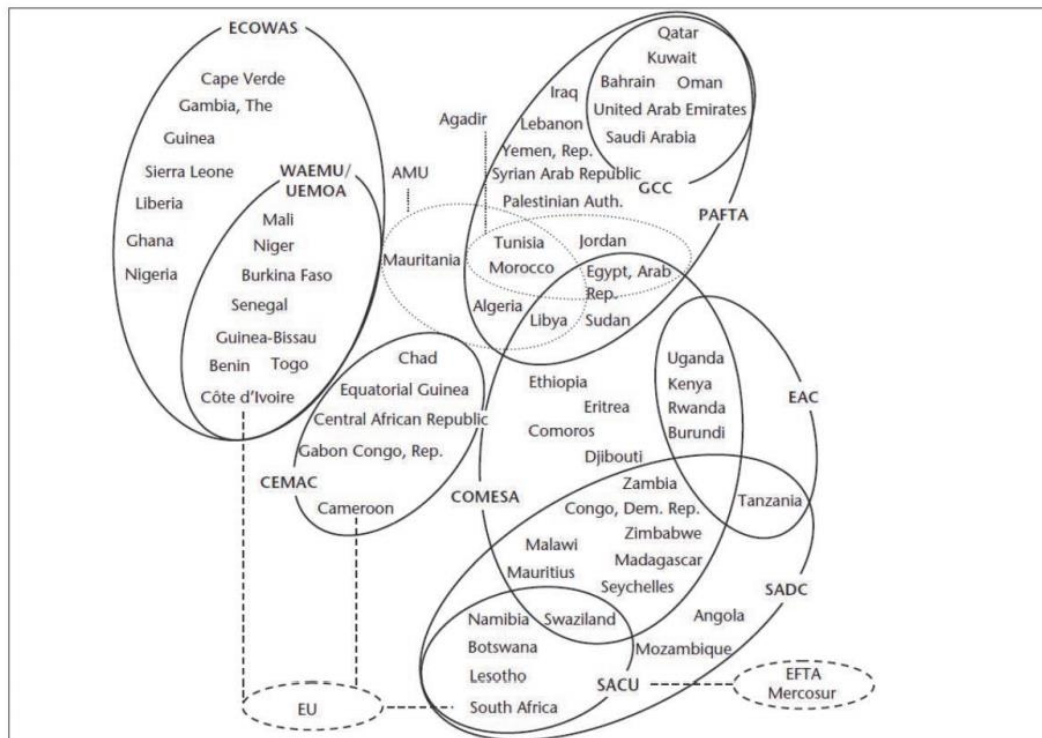 ECOWAS
Cape Verde
Gambia, The
Guinea
Sierra Leone
Liberia
Ghana
Nigeria
WAEMU/
UEMOA
Mali
Niger
Burkina Faso
Senegal
Guinea-Bissau
Benin Togo
Côte d'Ivoire
AMU
Agadir
Mauritania
Qatar
Kuwait
Bahrain Oman
United Arab Emirates
Saudi Arabia
GCC
Iraq
Lebanon
Yemen, Rep.
Syrian Arab Republic
Palestinian Auth.
PAFTA
Tunisia
Morocco
Jordan
Egypt, Arab
Rep.
Algeria
Libya
Sudan
Chad
Equatorial Guinea
Central African Republic
Gabon Congo, Rep.
CEMAC
Cameroon
COMESA
Ethiopia
Eritrea
Comoros
Djibouti
Uganda
Kenya
Rwanda
Burundi
EAC
Tanzania
Zambia
Congo, Dem. Rep.
Zimbabwe
Malawi
Madagascar
Mauritius
Seychelles
SADC
Angola
Mozambique
Namibia Swaziland
Botswana
Lesotho
SACU
South Africa
EU
EFTA
Mercosur